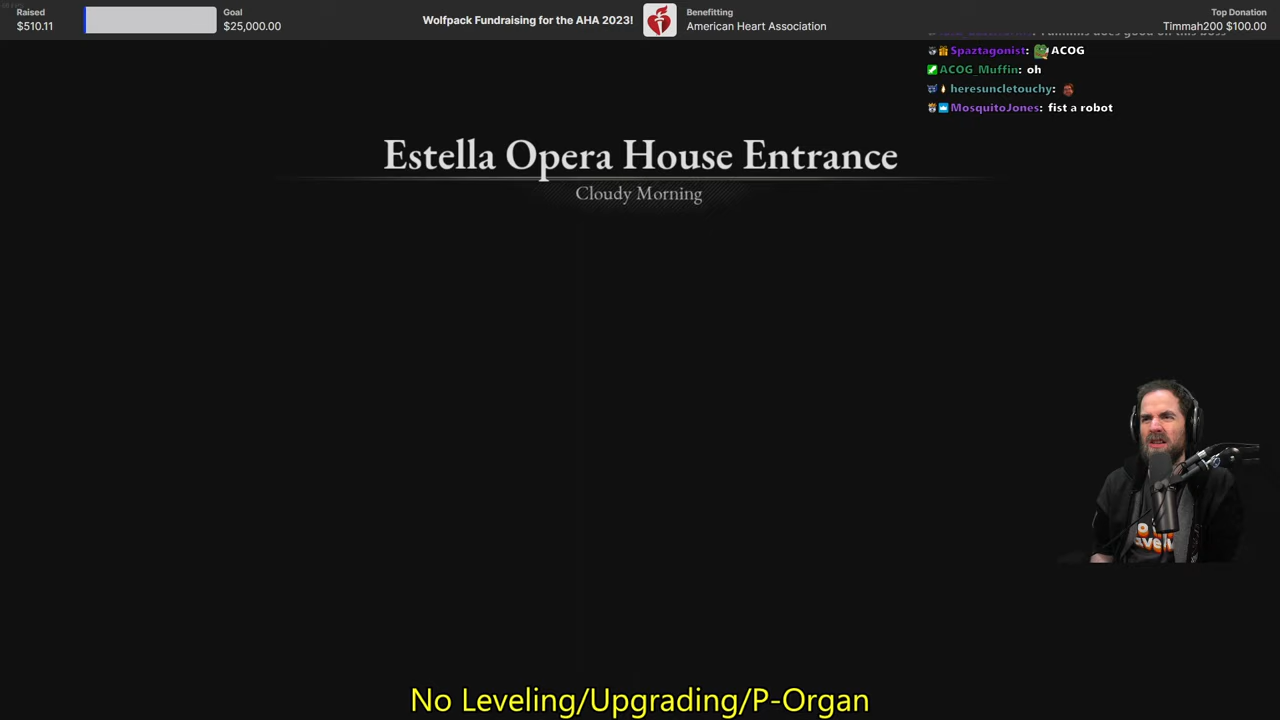 Raised
$510.11
Goal
$25,000.00
Wolfpack Fundraising for the AHA 2023!
Benefitting
American Heart Association
Top Donation
Timmah200 $100.00
Spaztagonist: ACOG
ACOG_Muffin: oh
heresuncletouchy:
MosquitoJones: fist a robot
Estella Opera House Entrance
Cloudy Morning
No Leveling/Upgrading/P-Organ